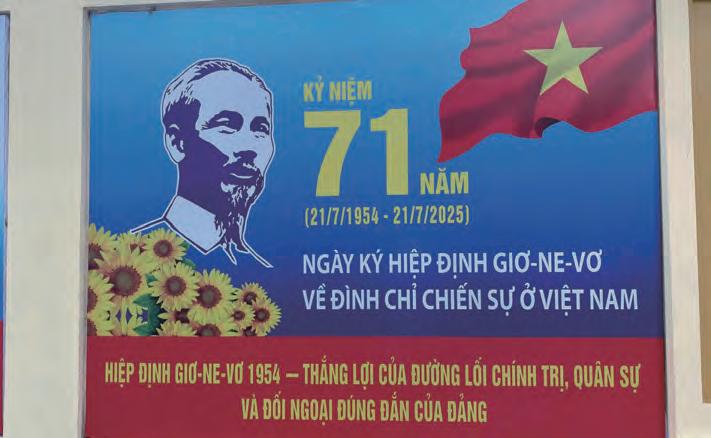 KỶ NIỆM
71 NĂM
(21/7/1954 - 21/7/2025)
NGÀY KÝ HIỆP ĐỊNH GIƠ-NE-VƠ
VỀ ĐÌNH CHỈ CHIẾN SỰ Ở VIỆT NAM
HIỆP ĐỊNH GIƠ-NE-VƠ 1954 – THẮNG LỢI CỦA ĐƯỜNG LỐI CHÍNH TRỊ, QUÂN SỰ
VÀ ĐỐI NGOẠI ĐÚNG ĐẮN CỦA ĐẢNG